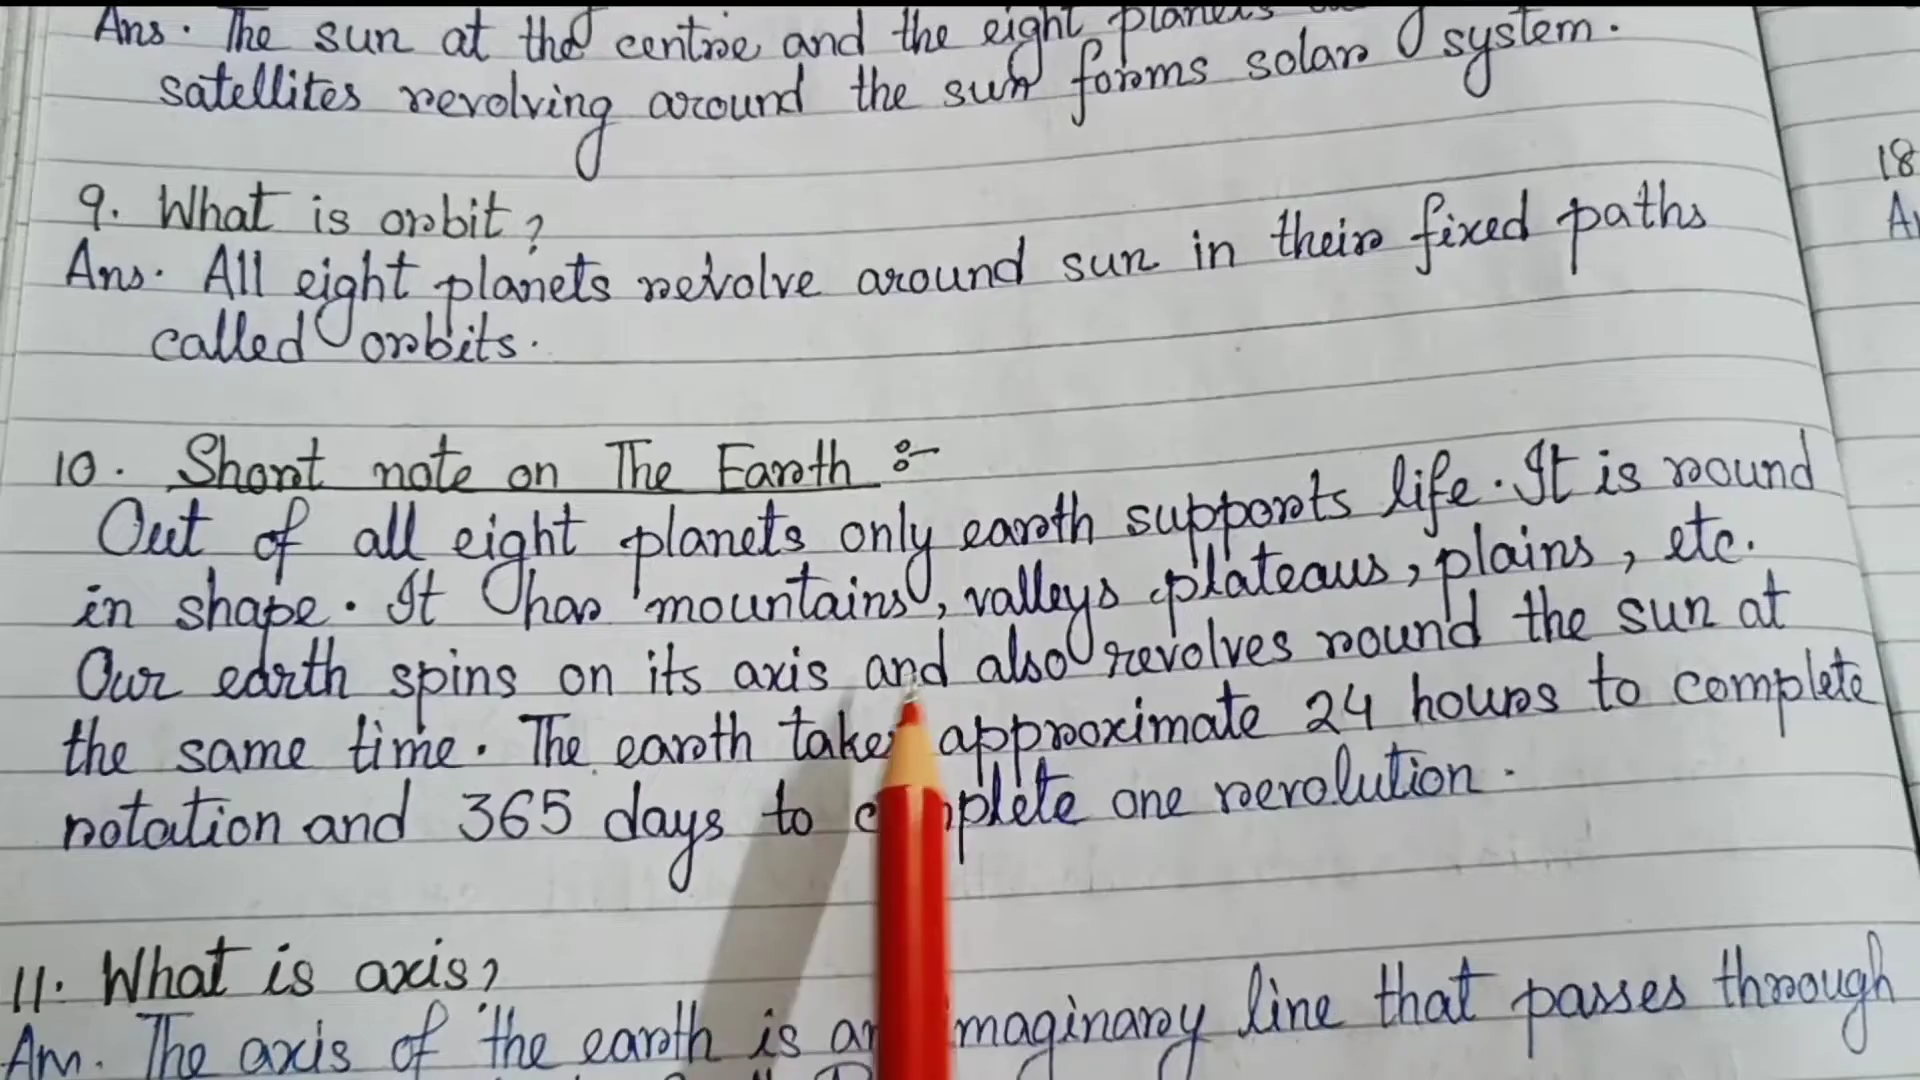 Ans. The sun at the centre and the eight planets
satellites revolving around the sun forms solar system.
9. What is orbit?
Ans. All eight planets revolve around sun in their fixed paths
called orbits.
10. Short note on The Earth :-
Out of all eight planets only earth supports life. It is round
in shape. It has mountains, valleys, plateaus, plains, etc.
Our earth spins on its axis and also revolves round the sun at
the same time. The earth takes approximate 24 hours to complete
rotation and 365 days to complete one revolution.
11. What is axis?
Ans. The axis of the earth is an imaginary line that passes through
18